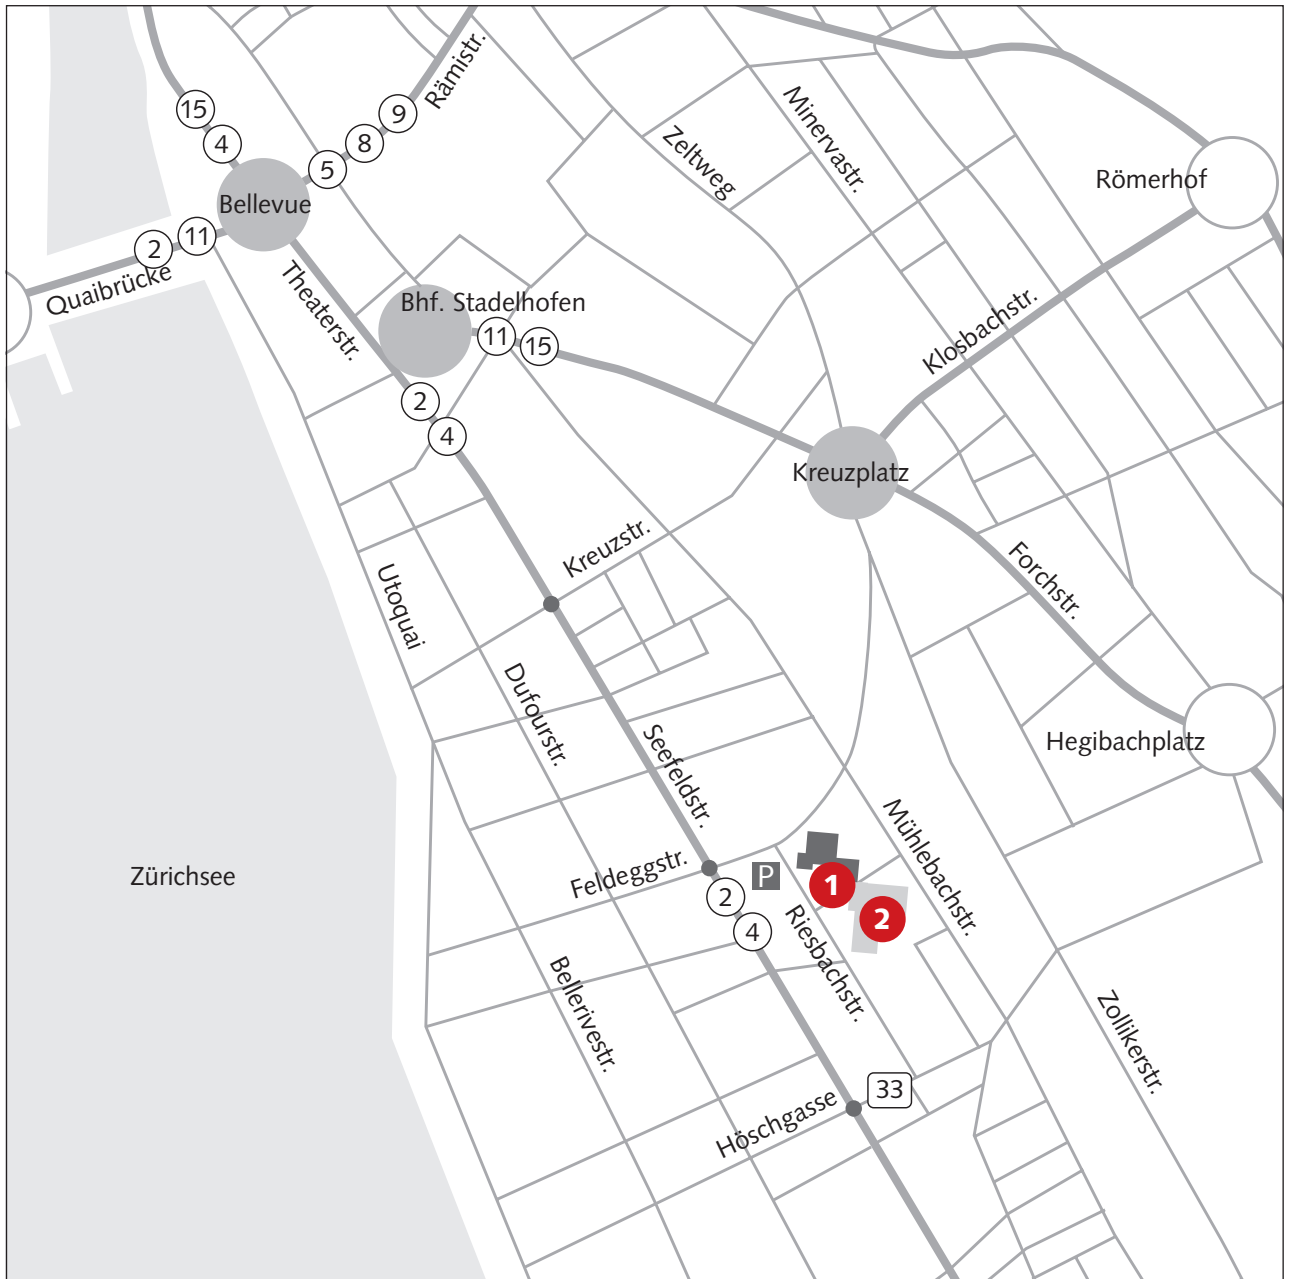 Rämistr.
15
9
4
8
5
Minervastr.
Zeltweg
Römerhof
Bellevue
11
2
Quaibrücke
Theaterstr.
Bhf. Stadelhofen
11
15
Klosbachstr.
2
4
Kreuzplatz
Kreuzstr.
Forchstr.
Utoquai
Dufourstr.
Seefeldstr.
Hegibachplatz
Mühlebachstr.
Zürichsee
Feldeggstr.
P
1
2
2
4
Riesbachstr.
Bellerivestr.
Zollikerstr.
33
Höschgasse